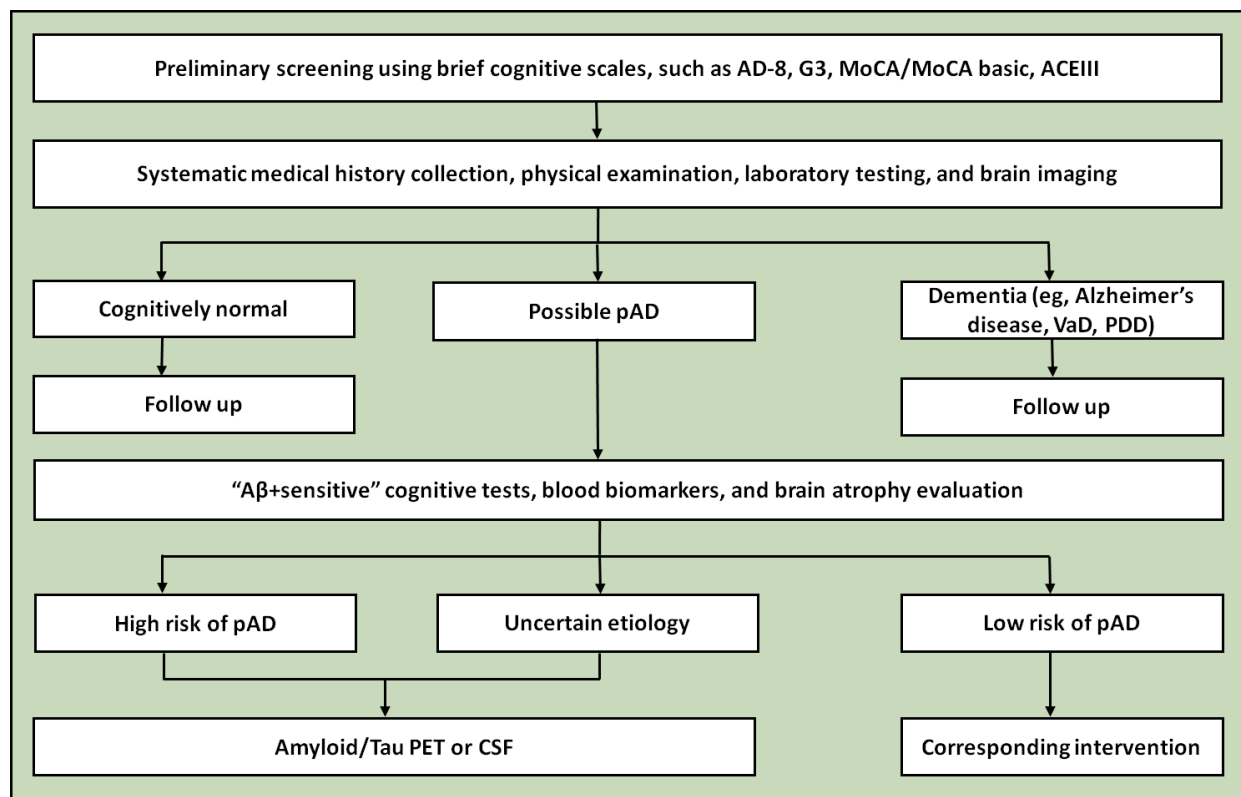 Preliminary screening using brief cognitive scales, such as AD-8, G3, MoCA/MoCA basic, ACEIII
Systematic medical history collection, physical examination, laboratory testing, and brain imaging
Cognitively normal
Possible pAD
Dementia (eg, Alzheimer’s
disease, VaD, PDD)
Follow up
Follow up
“Aβ+sensitive” cognitive tests, blood biomarkers, and brain atrophy evaluation
High risk of pAD
Uncertain etiology
Low risk of pAD
Amyloid/Tau PET or CSF
Corresponding intervention